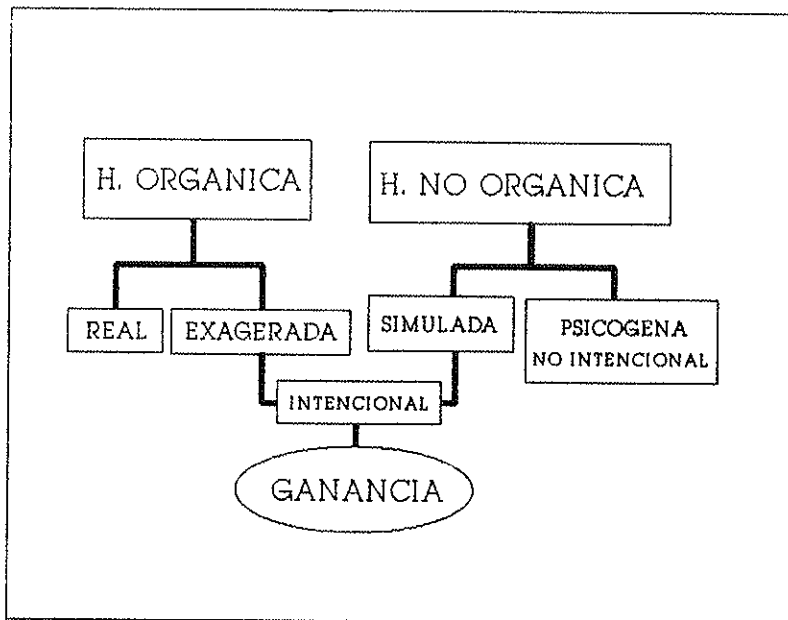 H. ORGANICA
H. NO ORGANICA
REAL
EXAGERADA
SIMULADA
PSICOGENA
NO INTENCIONAL
INTENCIONAL
GANANCIA